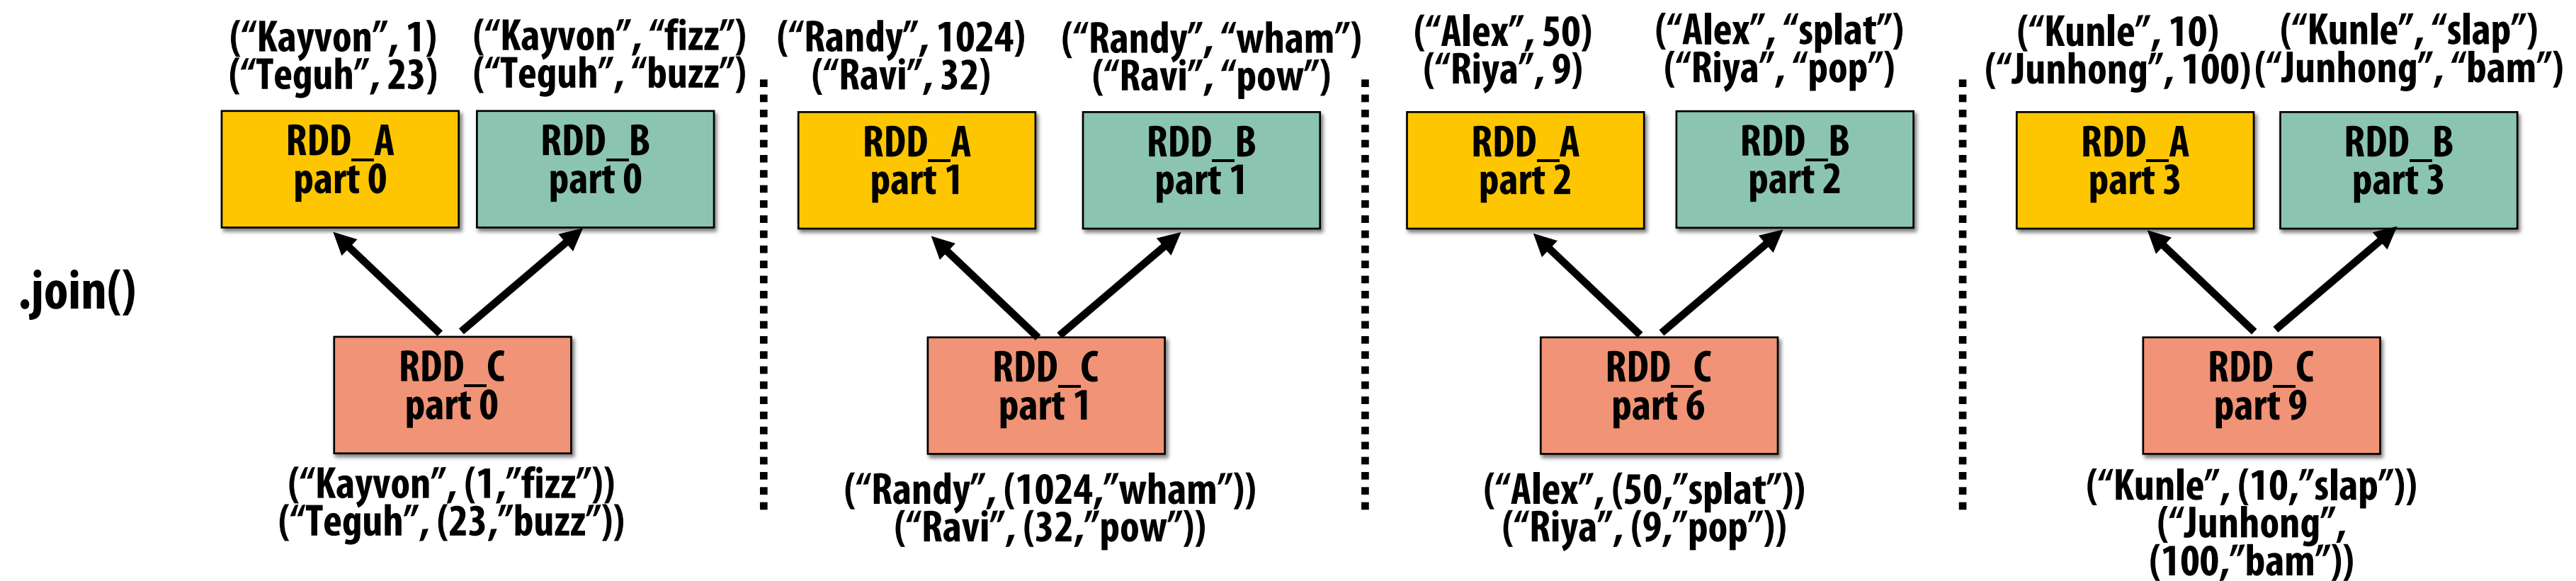 (“Kayvon”, 1)
(“Teguh”, 23)
(“Kayvon”, “fizz”)
(“Teguh”, “buzz”)
(“Randy”, 1024)
(“Ravi”, 32)
(“Randy”, “wham”)
(“Ravi”, “pow”)
(“Alex”, 50)
(“Riya”, 9)
(“Alex”, “splat”)
(“Riya”, “pop”)
(“Kunle”, 10)
(“Junhong”, 100)
(“Kunle”, “slap”)
(“Junhong”, “bam”)
RDD_A
part 0
RDD_B
part 0
RDD_A
part 1
RDD_B
part 1
RDD_A
part 2
RDD_B
part 2
RDD_A
part 3
RDD_B
part 3
.join()
RDD_C
part 0
RDD_C
part 1
RDD_C
part 6
RDD_C
part 9
(“Kayvon”, (1,”fizz”))
(“Teguh”, (23,”buzz”))
(“Randy”, (1024,”wham”))
(“Ravi”, (32,”pow”))
(“Alex”, (50,”splat”))
(“Riya”, (9,”pop”))
(“Kunle”, (10,”slap”))
(“Junhong”,
(100,”bam”))